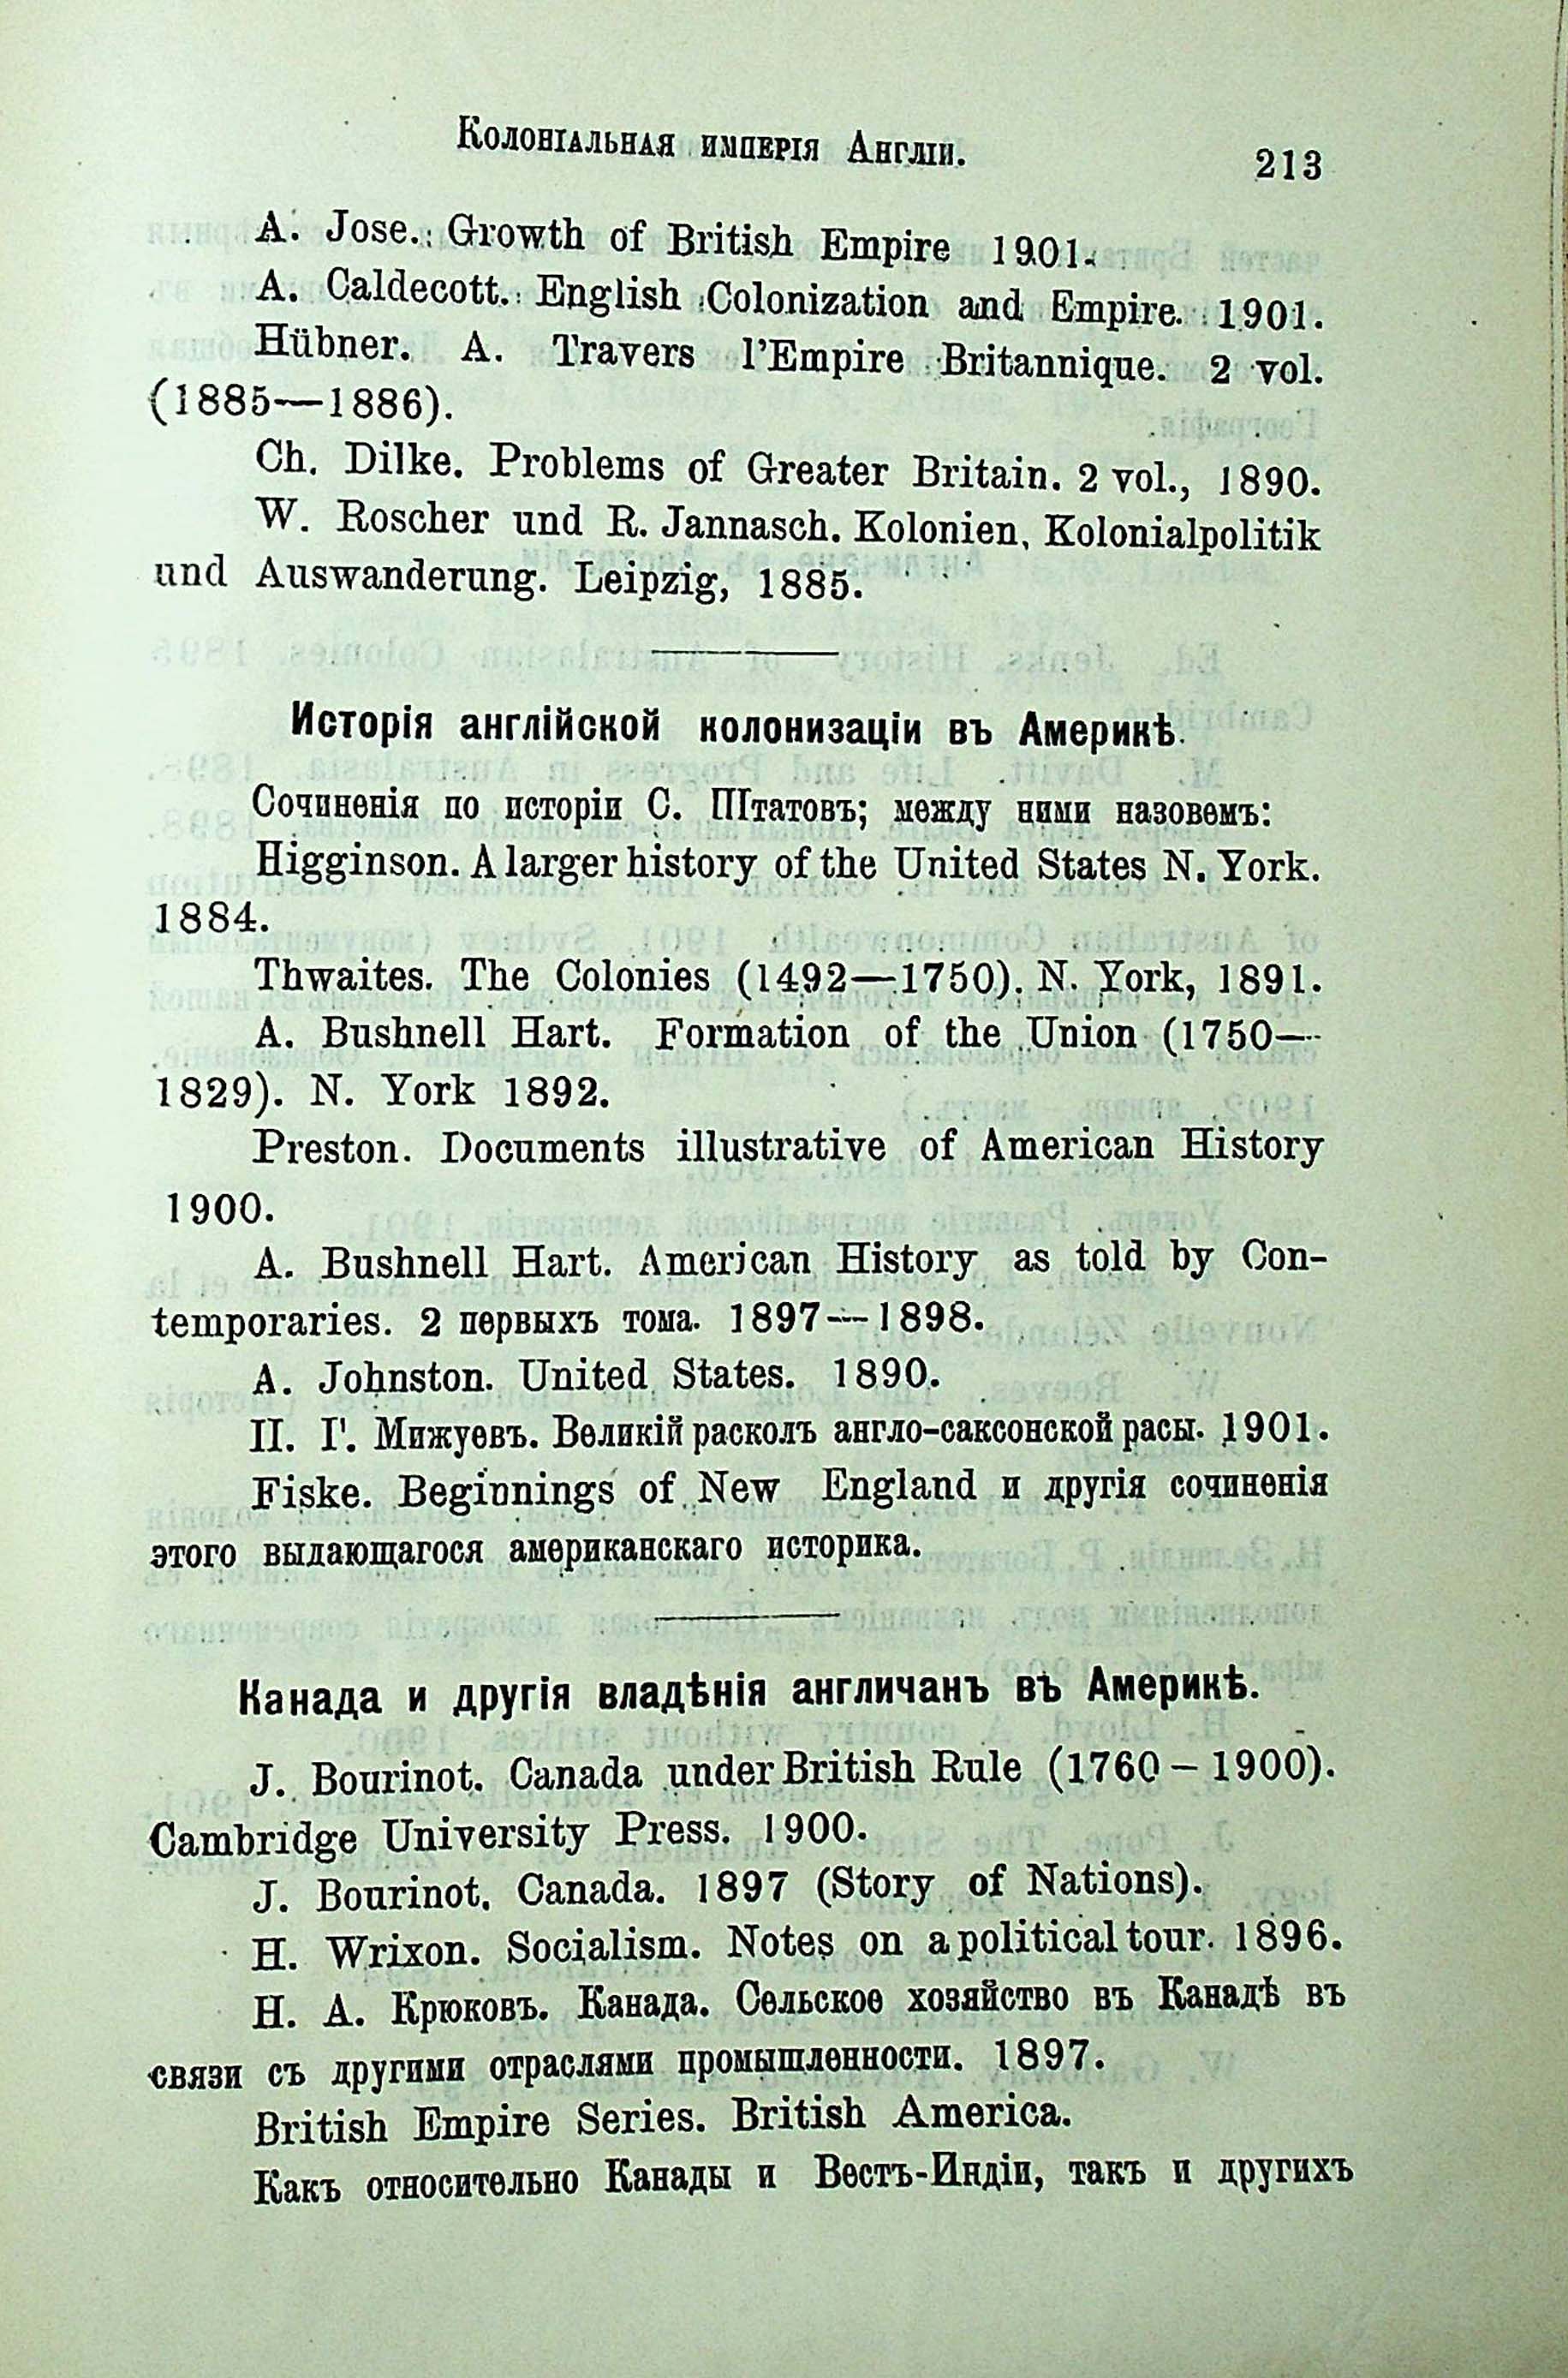 Колоніальная имперія Англіи. 213
A. Jose. Growth of British Empire 1901.
A. Caldecott. English Colonization and Empire. 1901.
Hübner. A. Travers l'Empire Britannique. 2 vol.
(1885—1886).
Ch. Dilke. Problems of Greater Britain. 2 vol., 1890.
W. Roscher und R. Jannasch. Kolonien, Kolonialpolitik
und Auswanderung. Leipzig, 1885.
Исторія англійской колонизаціи въ Америкѣ.
Сочиненія по исторіи С. Штатовъ; между ними назовемъ:
Higginson. A larger history of the United States N. York.
1884.
Thwaites. The Colonies (1492—1750). N. York, 1891.
A. Bushnell Hart. Formation of the Union (1750—
1829). N. York 1892.
Preston. Documents illustrative of American History
1900.
A. Bushnell Hart. American History as told by Con-
temporaries. 2 первыхъ тома. 1897—1898.
A. Johnston. United States. 1890.
П. Г. Мижуевъ. Великій расколъ англо-саксонской расы. 1901.
Fiske. Beginnings of New England и другія сочиненія
этого выдающагося американскаго историка.
Канада и другія владѣнія англичанъ въ Америкѣ.
J. Bourinot. Canada under British Rule (1760–1900).
Cambridge University Press. 1900.
J. Bourinot. Canada. 1897 (Story of Nations).
H. Wrixon. Socialism. Notes on a political tour. 1896.
Н. А. Крюковъ. Канада. Сельское хозяйство въ Канадѣ въ
связи съ другими отраслями промышленности. 1897.
British Empire Series. British America.
Какъ относительно Канады и Вестъ-Индіи, такъ и другихъ